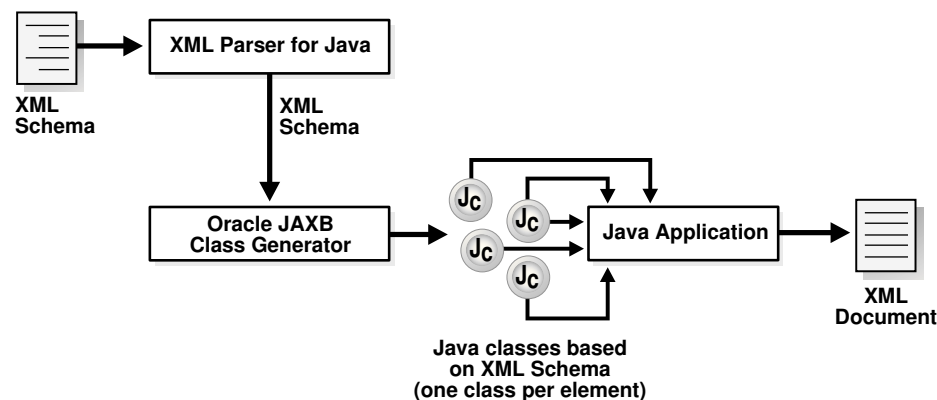 XML Parser for Java
XML
Schema
XML
Schema
Oracle JAXB
Class Generator
Jc
Jc
Jc
Jc
Java Application
XML
Document
Java classes based
on XML Schema
(one class per element)